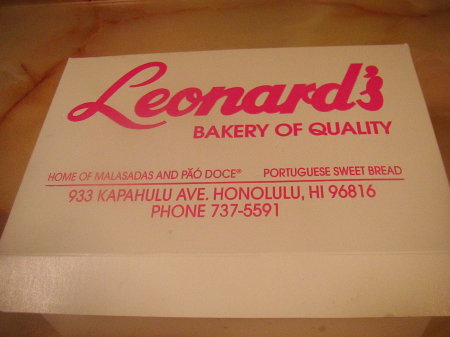 Leonard's
BAKERY OF QUALITY
HOME OF MALASADAS AND PÃÓ DOCE® PORTUGUESE SWEET BREAD
933 KAPAHULU AVE. HONOLULU, HI 96816
PHONE 737-5591